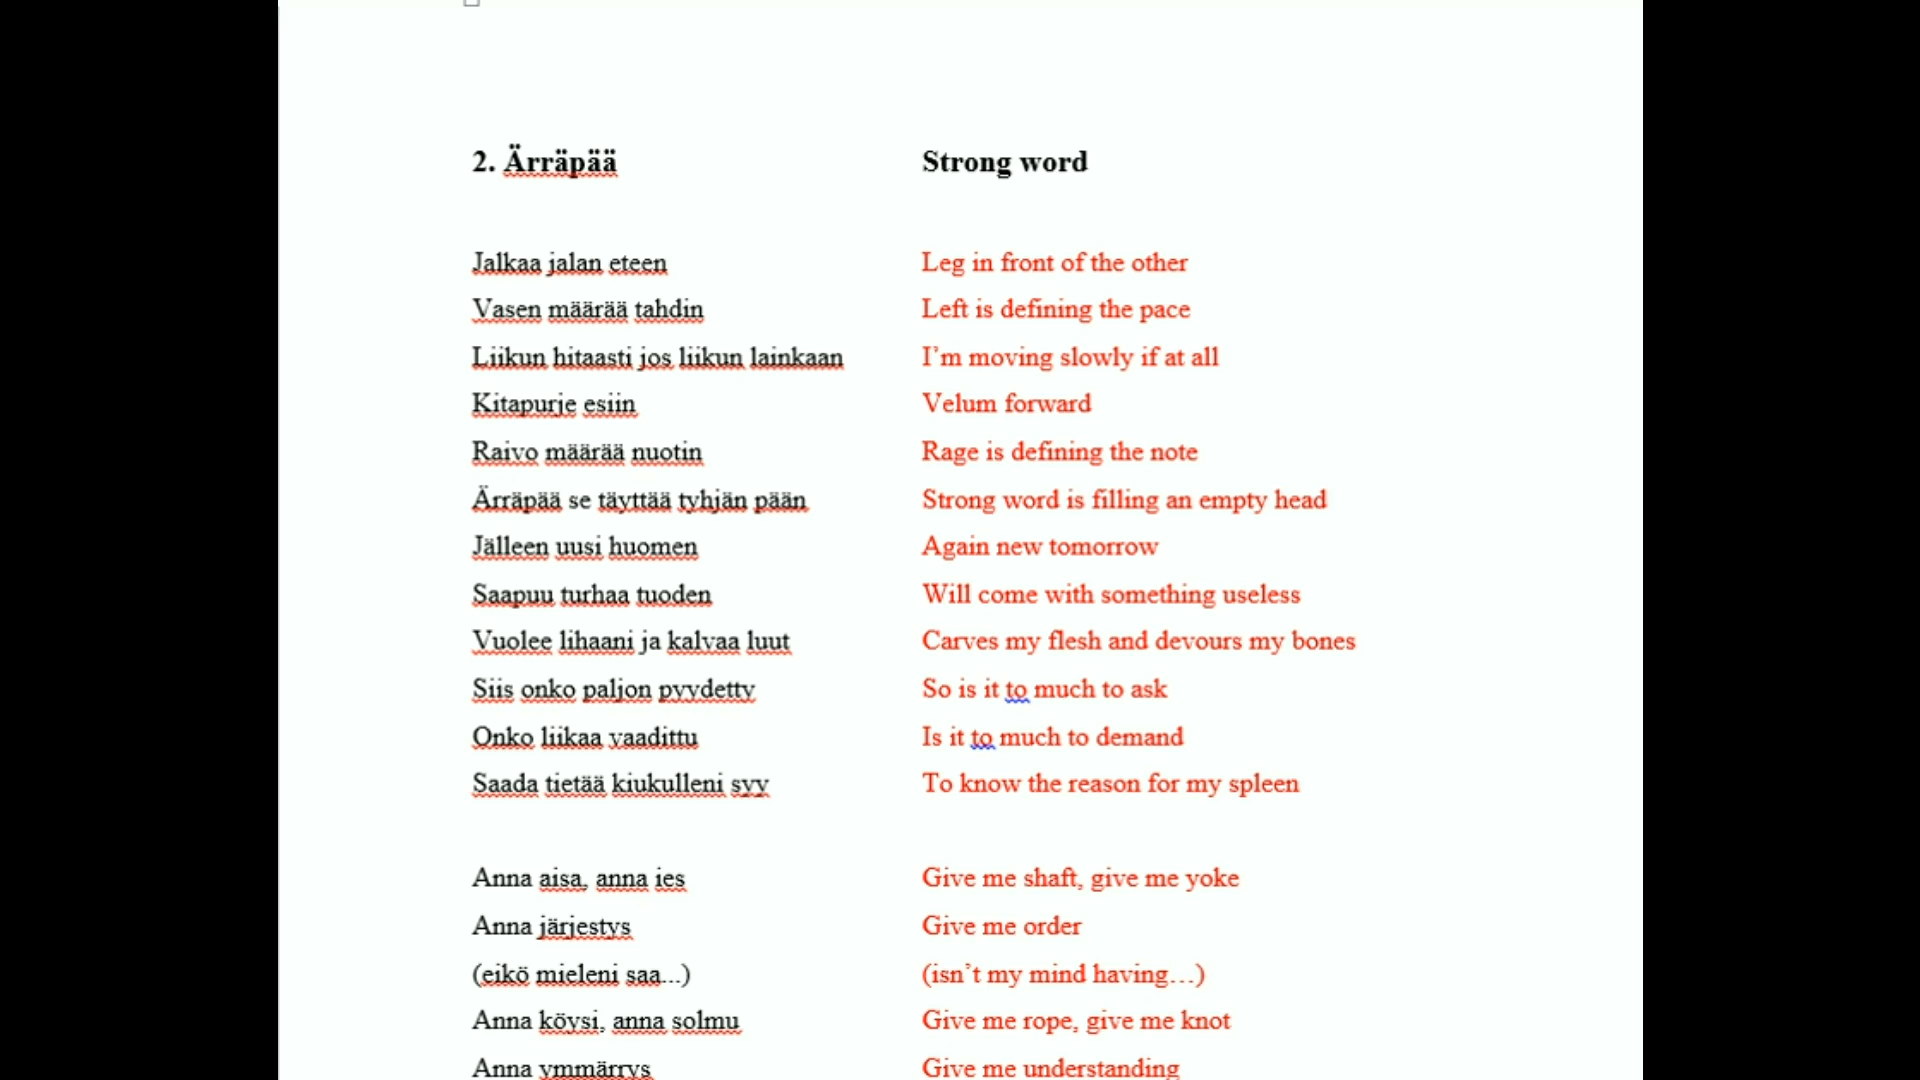 2. Ärräpää Strong word
Jalkaa jalan eteen Leg in front of the other
Vasen määrää tahdin Left is defining the pace
Liikun hitaasti jos liikun lainkaan I'm moving slowly if at all
Kitapurje esiin Velum forward
Raivo määrää nuotin Rage is defining the note
Ärräpää se täyttää tyhjän pään Strong word is filling an empty head
Jälleen uusi huomen Again new tomorrow
Saapuu turhaa tuoden Will come with something useless
Vuolee lihaani ja kalvaa luut Carves my flesh and devours my bones
Siis onko paljon pyydetty So is it to much to ask
Onko liikaa vaadittu Is it to much to demand
Saada tietää kiukulleni syy To know the reason for my spleen
Anna aisa, anna ies Give me shaft, give me yoke
Anna järjestys Give me order
(eikö mieleni saa...) (isn't my mind having…)
Anna köysi, anna solmu Give me rope, give me knot
Anna ymmärrys Give me understanding